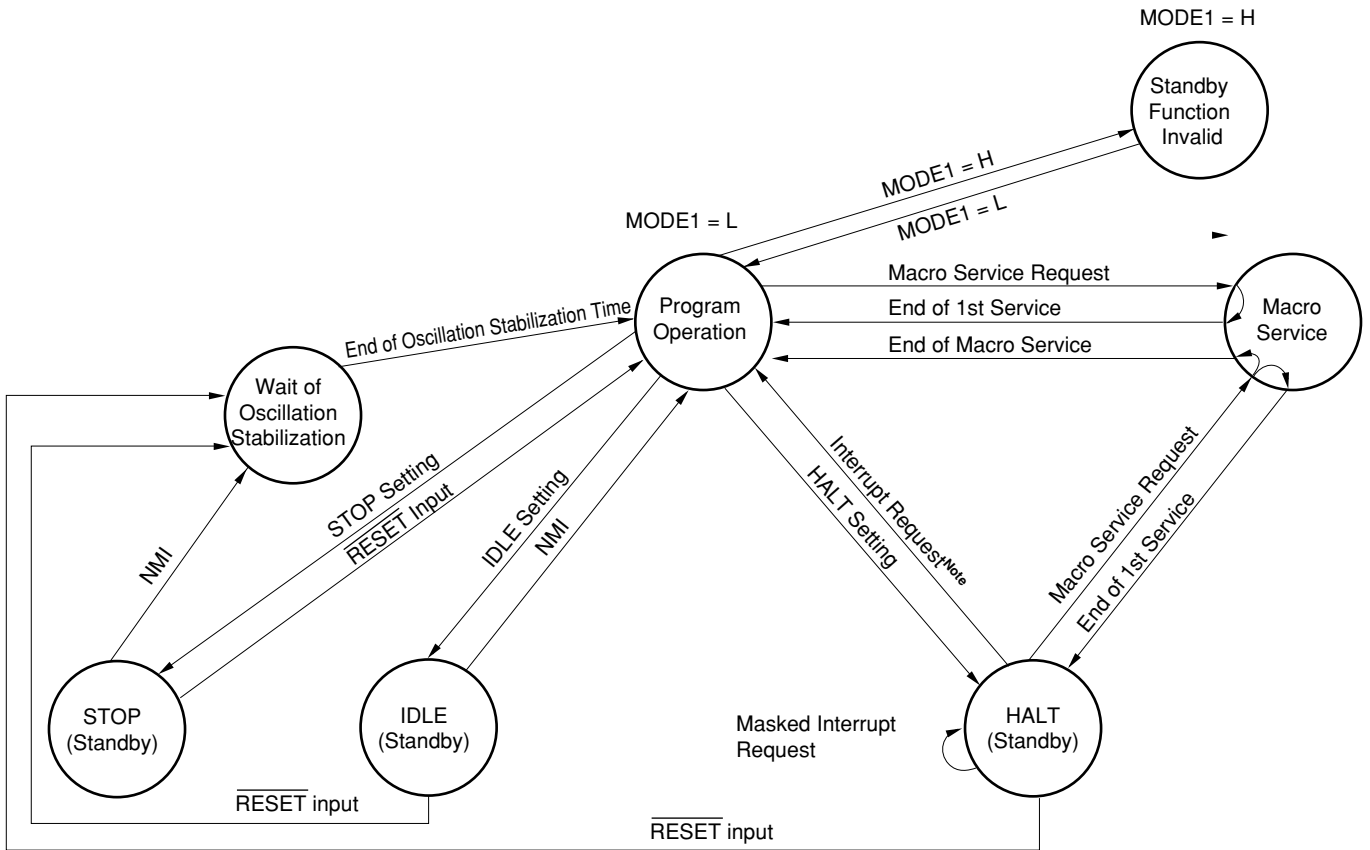 MODE1 = H
Standby
Function
Invalid
MODE1 = H
MODE1 = L
MODE1 = L
Program
Operation
Macro Service Request
End of 1st Service
End of Macro Service
Macro
Service
End of Oscillation Stabilization Time
Wait of
Oscillation
Stabilization
STOP Setting
RESET Input
IDLE Setting
NMI
Interrupt Request Note
HALT Setting
Macro Service Request
End of 1st Service
NMI
STOP
(Standby)
IDLE
(Standby)
Masked Interrupt
Request
HALT
(Standby)
RESET input
RESET input